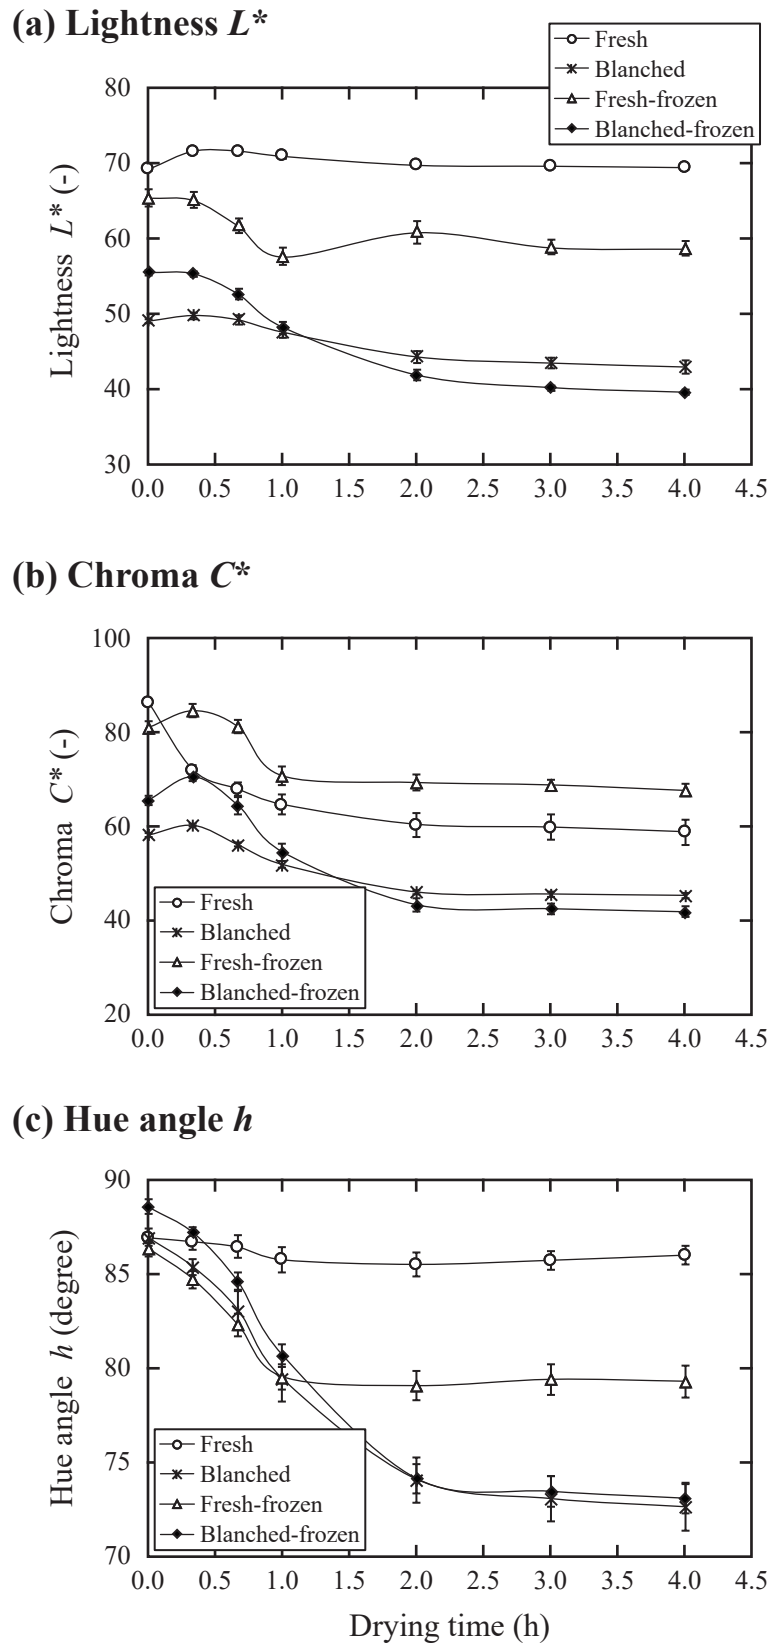 (a) Lightness L*
Fresh
Blanched
Fresh-frozen
Blanched-frozen
80
70
60
50
40
30
Lightness L* (-)
0.0 0.5 1.0 1.5 2.0 2.5 3.0 3.5 4.0 4.5
(b) Chroma C*
100
80
60
40
20
Chroma C* (-)
Fresh
Blanched
Fresh-frozen
Blanched-frozen
0.0 0.5 1.0 1.5 2.0 2.5 3.0 3.5 4.0 4.5
(c) Hue angle h
90
85
80
75
70
Hue angle h (degree)
Fresh
Blanched
Fresh-frozen
Blanched-frozen
0.0 0.5 1.0 1.5 2.0 2.5 3.0 3.5 4.0 4.5
Drying time (h)